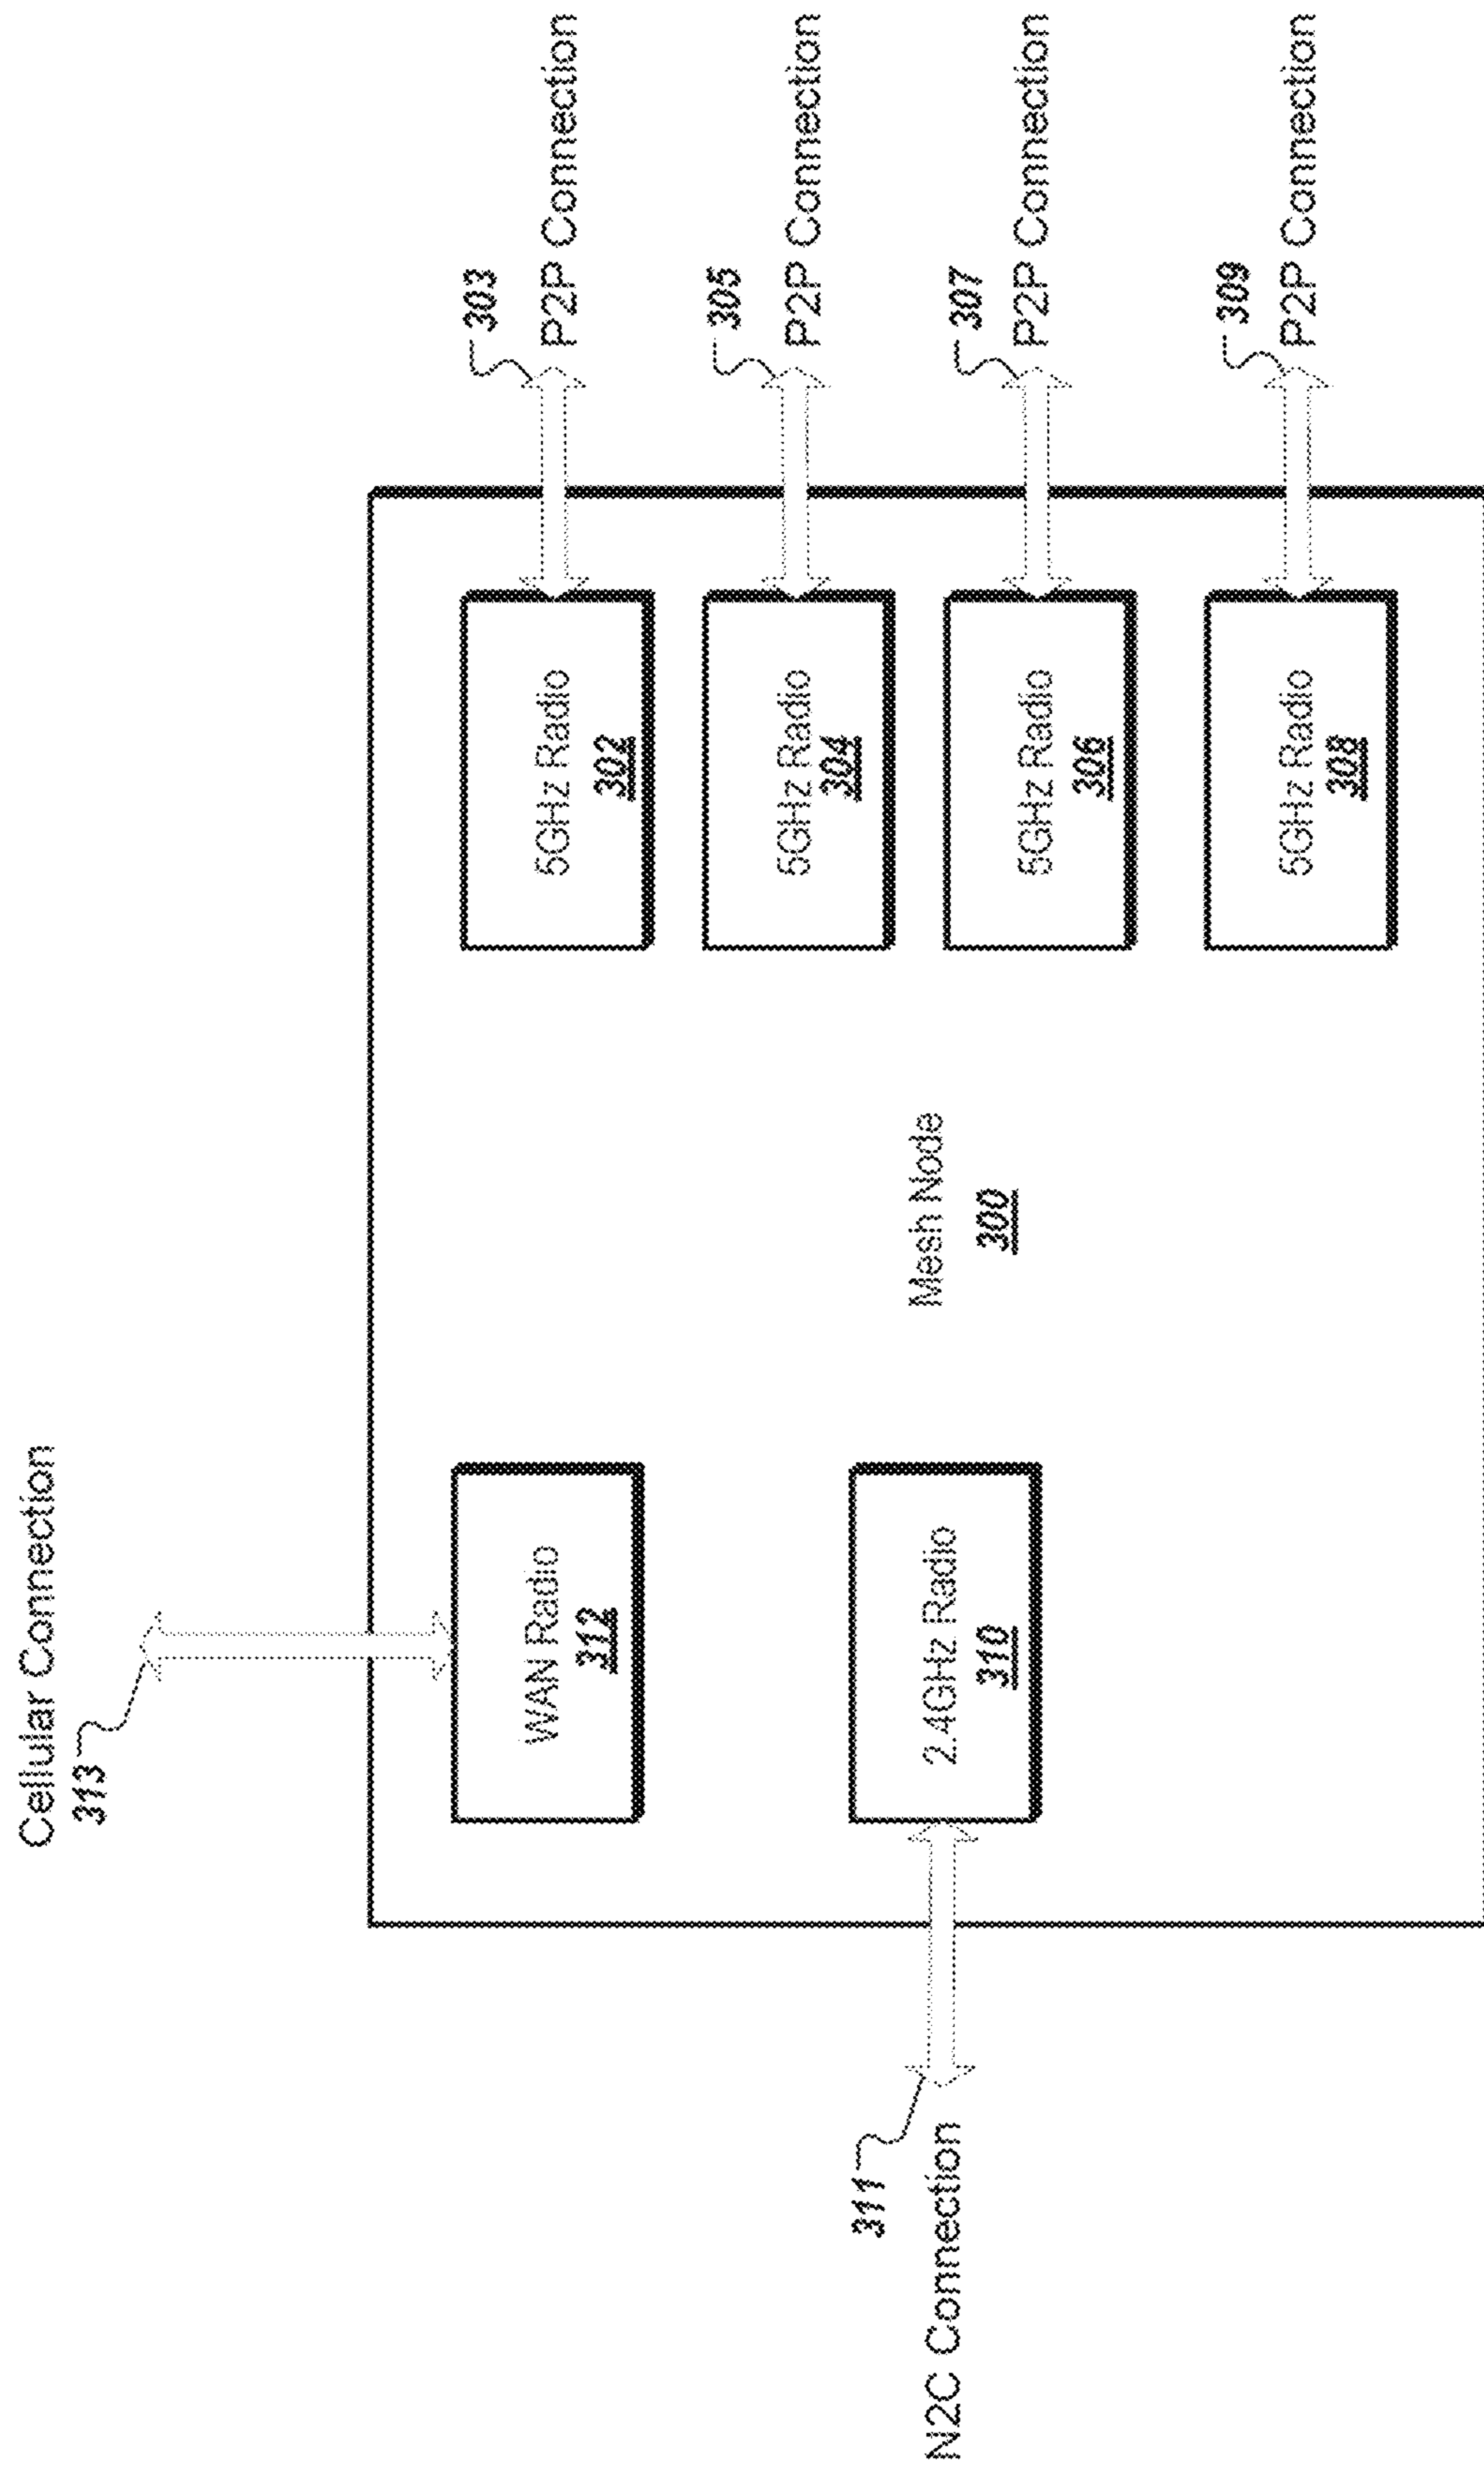 Cellular Connection
313
WAN Radio
312
5GHz Radio
302
303
P2P Connection
5GHz Radio
304
305
P2P Connection
N2C Connection
311
2.4GHz Radio
310
Mesh Node
300
5GHz Radio
306
307
P2P Connection
5GHz Radio
308
309
P2P Connection